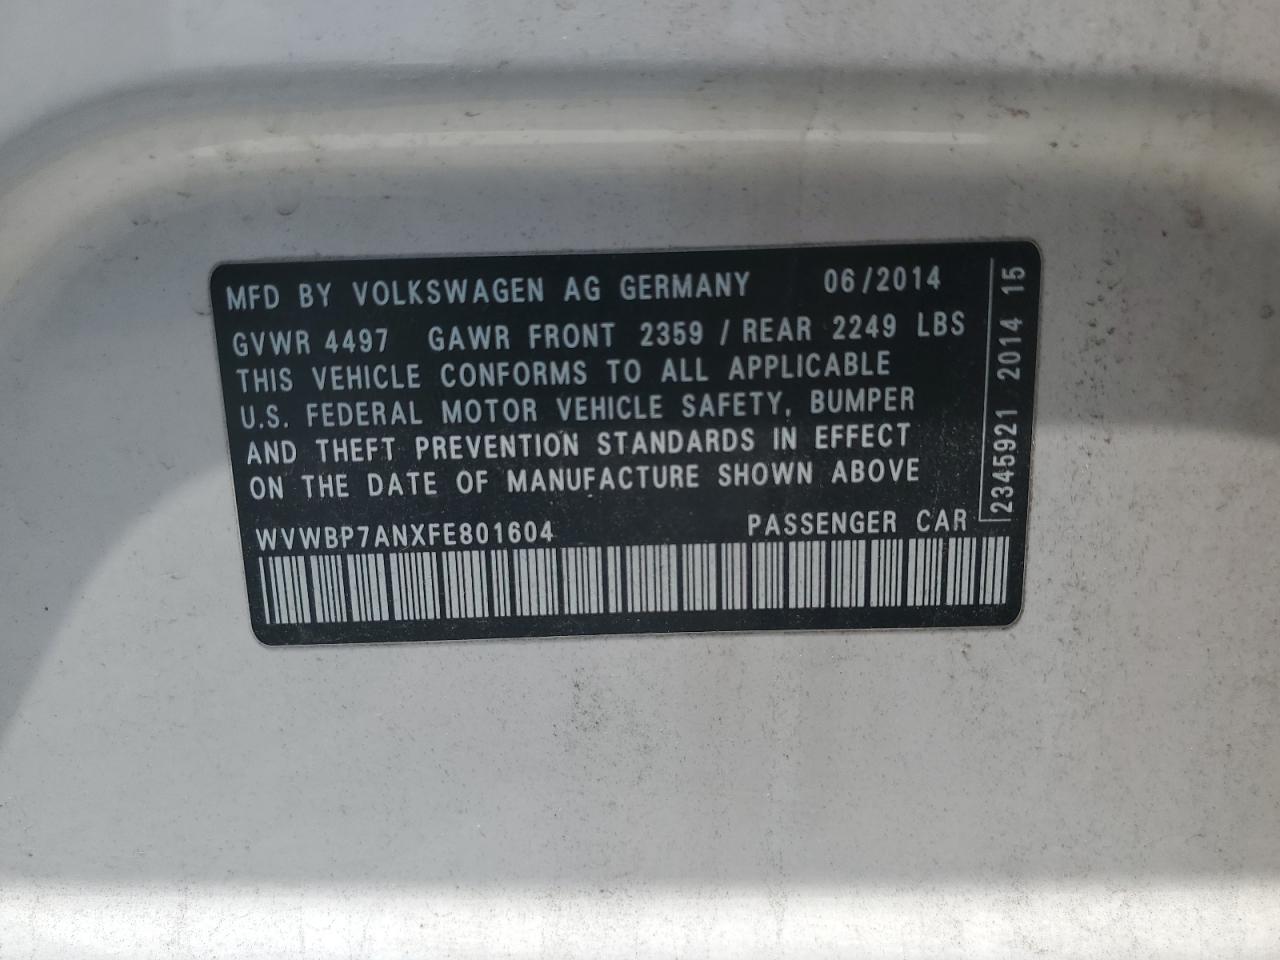 MFD BY VOLKSWAGEN AG GERMANY 06/2014
GVWR 4497 GAWR FRONT 2359 / REAR 2249 LBS
THIS VEHICLE CONFORMS TO ALL APPLICABLE
U.S. FEDERAL MOTOR VEHICLE SAFETY, BUMPER
AND THEFT PREVENTION STANDARDS IN EFFECT
ON THE DATE OF MANUFACTURE SHOWN ABOVE
WVWBP7ANXFE801604 PASSENGER CAR
2345921 2014 15